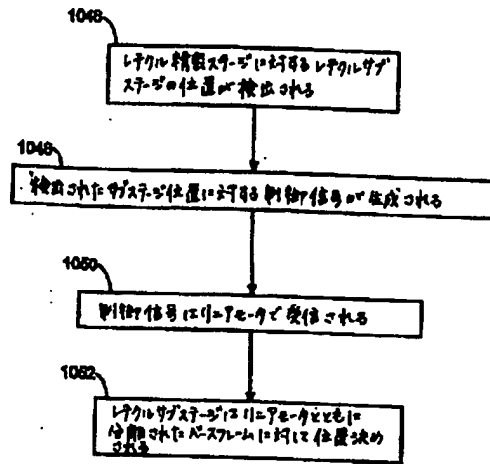 1046
レテクル精製ステージに対するレテクルサブ
ステージの位置が検出される
1048
検出されたサブステージ位置に対する制御信号が生成される
1050
制御信号はリニアモータで受信される
1052
レテクルサブステージはリニアモータとともに
分離されたベースフレームに対して位置決め
される